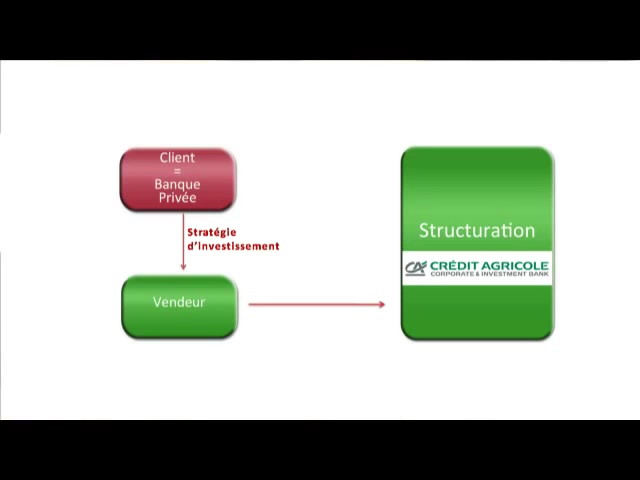 Client
=
Banque
Privée
Stratégie
d'investissement
Vendeur
Structuration
CRÉDIT AGRICOLE
CORPORATE & INVESTMENT BANK